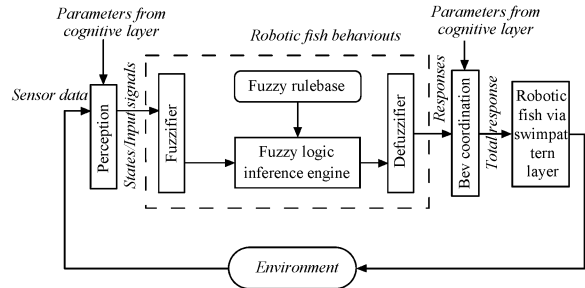 Parameters from
cognitive layer
Robotic fish behaviouts
Parameters from
cognitive layer
Sensor data
Perception
States/Input signals
Fuzzifier
Fuzzy rulebase
Fuzzy logic
inference engine
Defuzzifier
Responses
Bev coordination
Total response
Robotic
fish via
swimpat
tern
layer
Environment